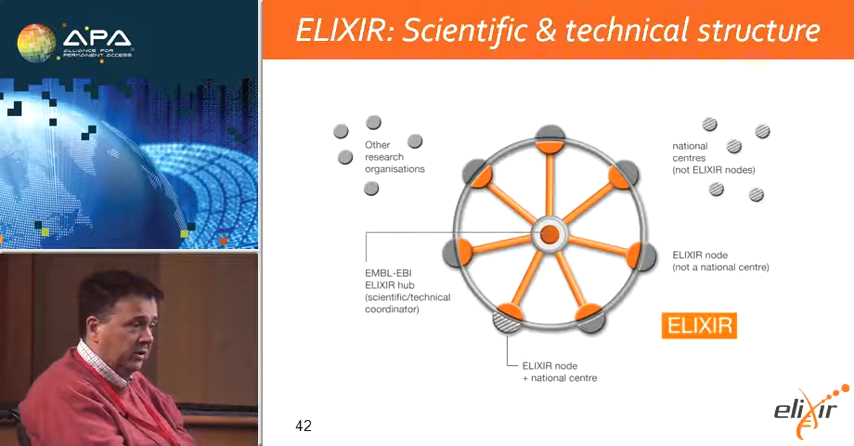 APA
ALLIANCE FOR
PERMANENT ACCESS
ELIXIR: Scientific & technical structure
Other
research
organisations
national
centres
(not ELIXIR nodes)
EMBL-EBI
ELIXIR hub
(scientific/technical
coordinator)
ELIXIR node
(not a national centre)
ELIXIR
ELIXIR node
+ national centre
42
elixir